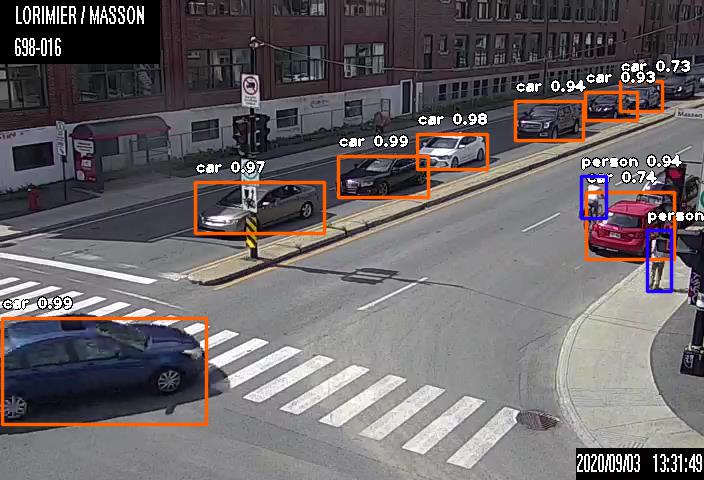 LORIMIER / MASSON
698-016
car 0.73
car 0.93
car 0.94
car 0.98
car 0.99
car 0.97
person 0.94
car 0.74
person
Masson
car 0.99
2020/09/03 13:31:49